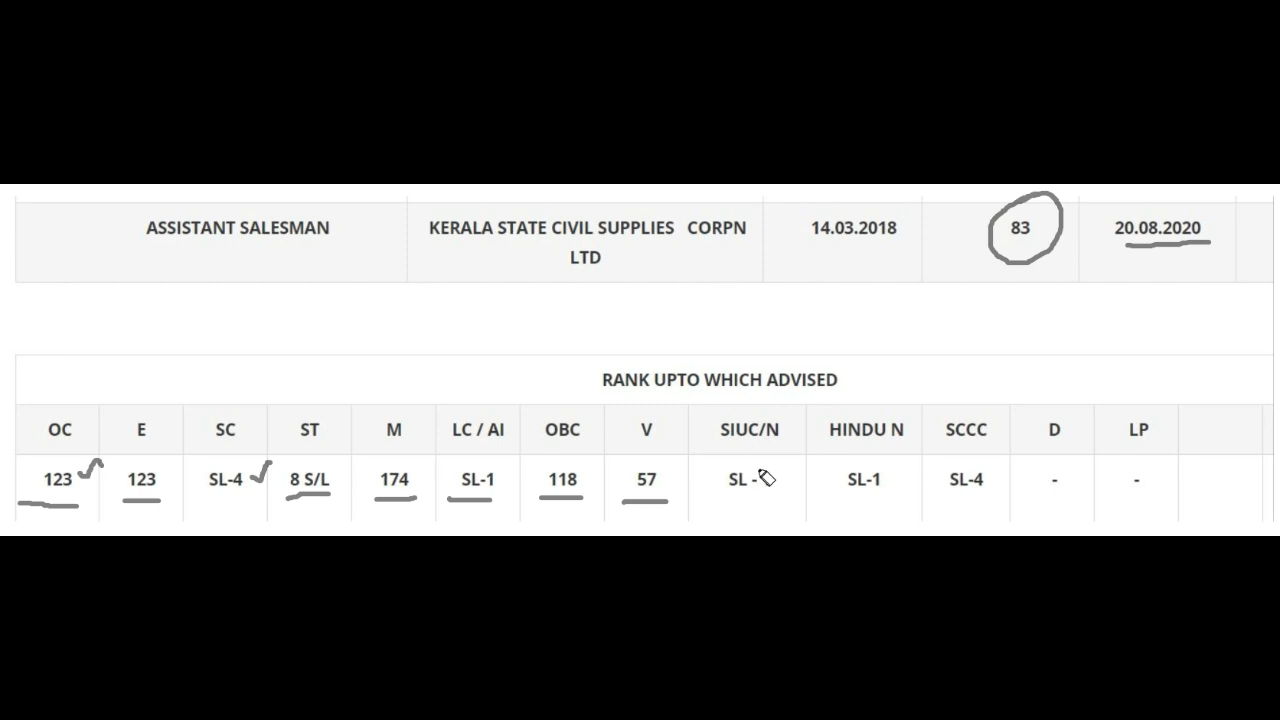 ASSISTANT SALESMAN KERALA STATE CIVIL SUPPLIES CORPN LTD 14.03.2018 83 20.08.2020
RANK UPTO WHICH ADVISED
OC E SC ST M LC / AI OBC V SIUC/N HINDU N SCCC D LP
123 123 SL-4 8 S/L 174 SL-1 118 57 SL - SL-1 SL-4 - -